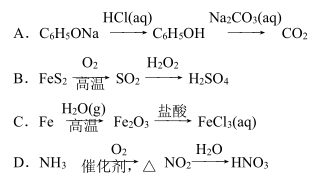 A. C₆H₅ONa —HCl(aq)→ C₆H₅OH —Na₂CO₃(aq)→ CO₂
B. FeS₂ —O₂/高温→ SO₂ —H₂O₂→ H₂SO₄
C. Fe —H₂O(g)/高温→ Fe₂O₃ —盐酸→ FeCl₃(aq)
D. NH₃ —O₂/催化剂，△→ NO₂ —H₂O→ HNO₃